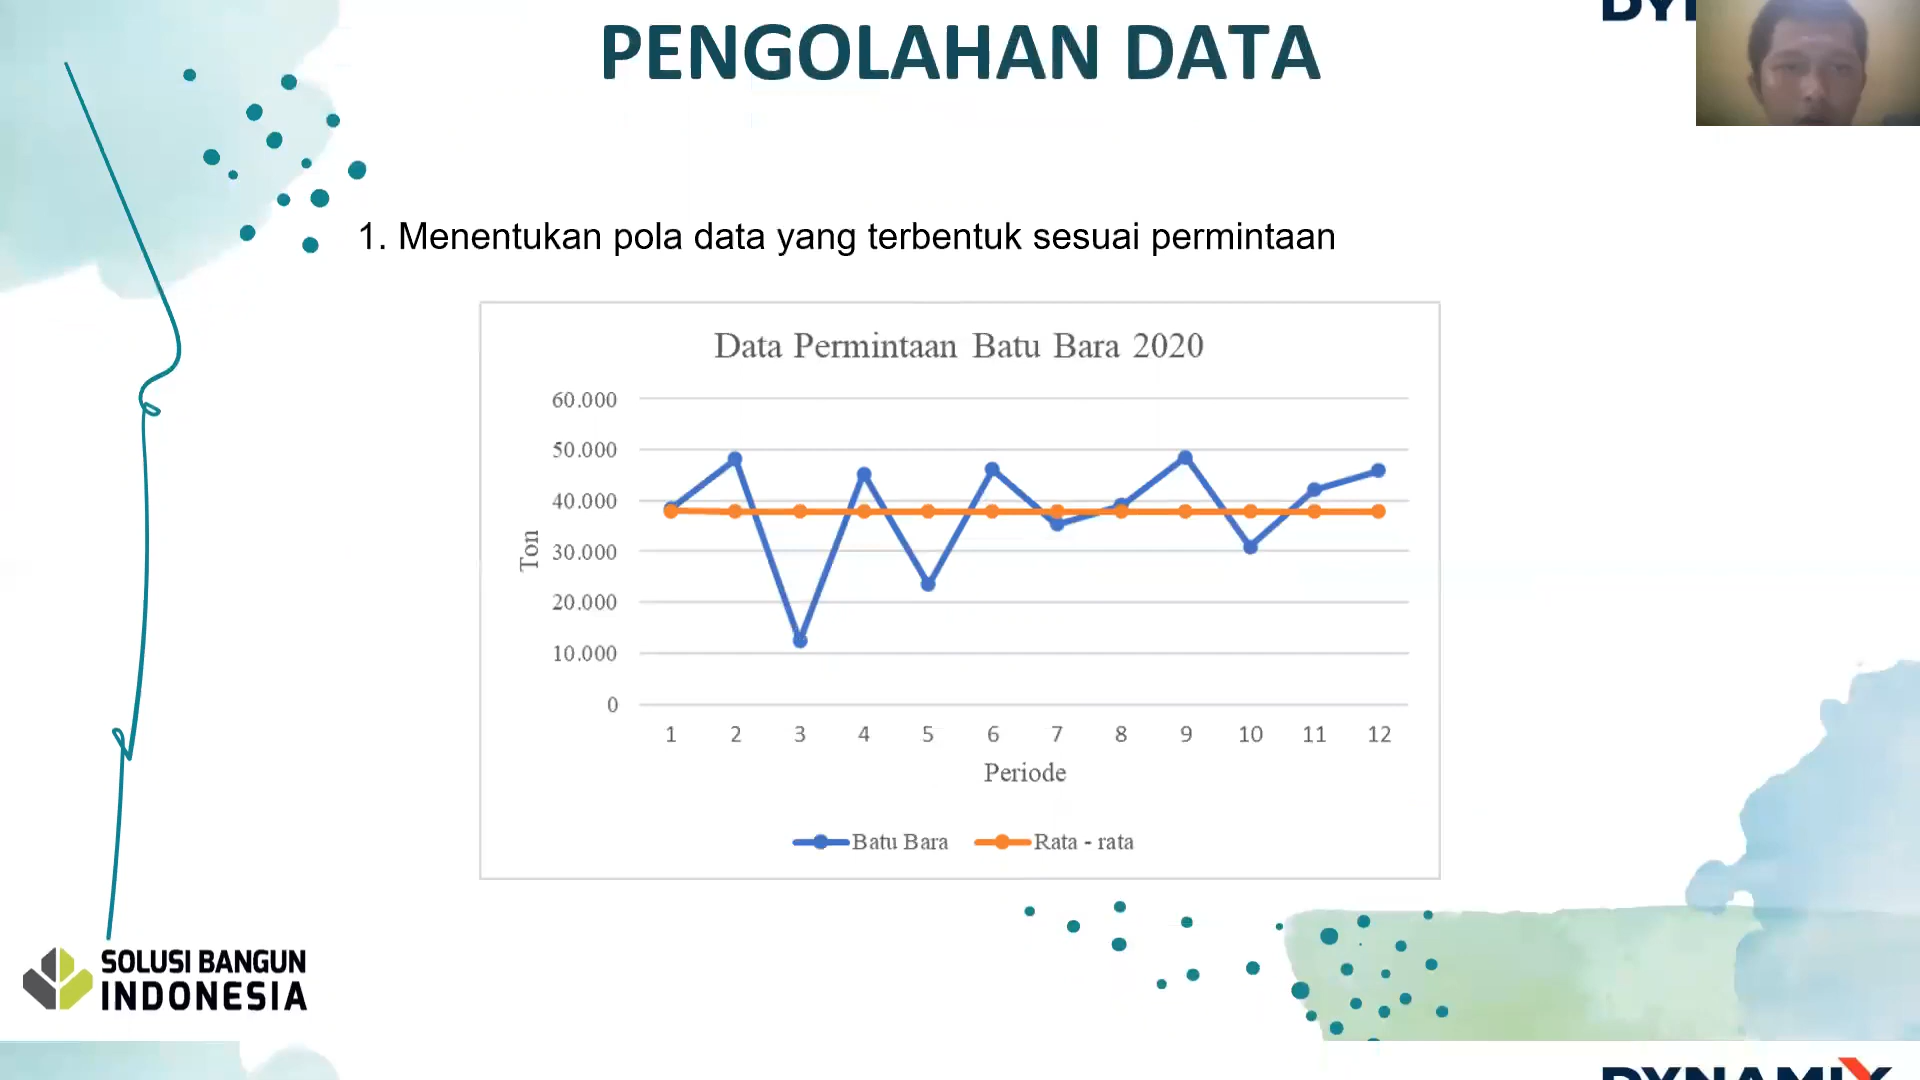 PENGOLAHAN DATA
1. Menentukan pola data yang terbentuk sesuai permintaan
Data Permintaan Batu Bara 2020
60.000
50.000
40.000
30.000
20.000
10.000
0
Ton
1 2 3 4 5 6 7 8 9 10 11 12
Periode
Batu Bara Rata - rata
SOLUSI BANGUN
INDONESIA